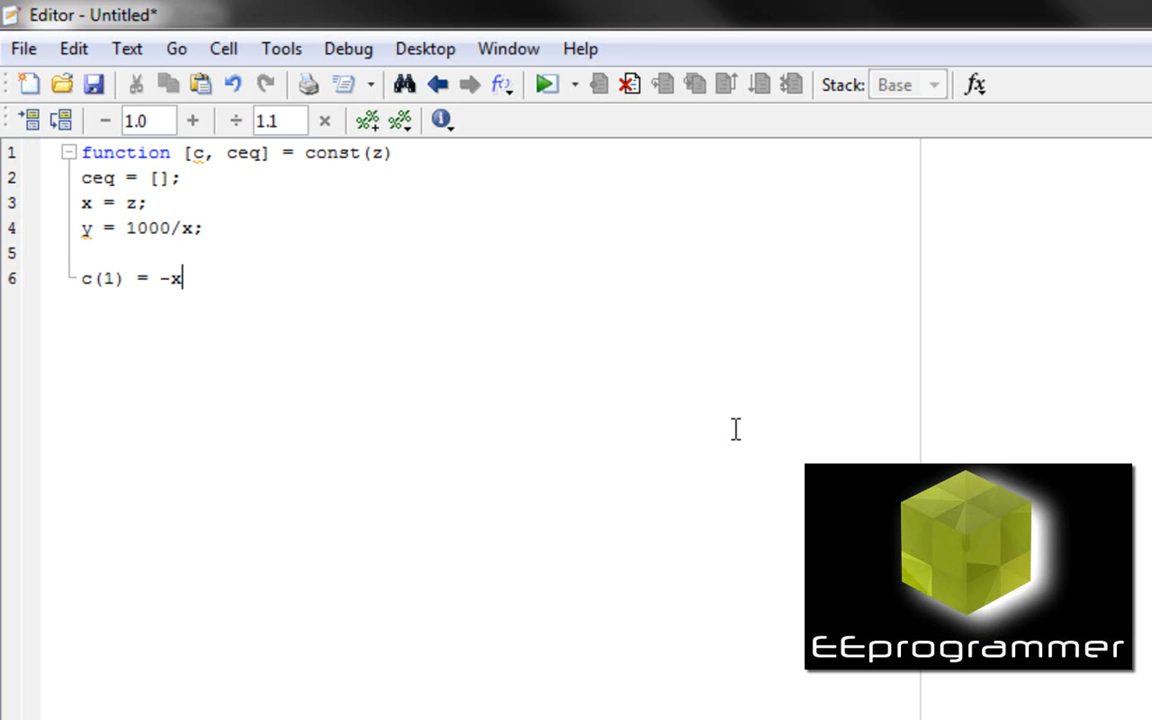 Editor - Untitled*
File Edit Text Go Cell Tools Debug Desktop Window Help
Stack: Base fx
− 1.0 + ÷ 1.1 ×
1 function [c, ceq] = const(z)
2 ceq = [];
3 x = z;
4 y = 1000/x;
5
6 c(1) = -x
EEprogrammer